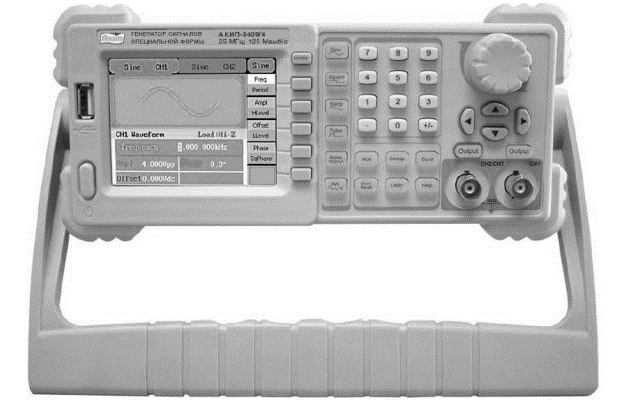 Акип
ГЕНЕРАТОР СИГНАЛОВ
СПЕЦИАЛЬНОЙ ФОРМЫ
АКИП-3409/4
25 МГц, 125 Мвыб/с
Sine CH1
Sine CH2
Sine
Freq
Period
Ampl
HLevel
Offset
LLevel
Phase
EqPhase
CH1 Waveform
Load:Hi-Z
Frequency
1.000 000kHz
Ampl 4.000Vpp
0.0°
Offset 0.000Vdc
Sine
Square
Ramp
Pulse
Noise
Arb
7 8 9
4 5 6
1 2 3
. 0 +/-
Mod Sweep Burst
Utility Help
Output
Output
CH2/CNT
CH1